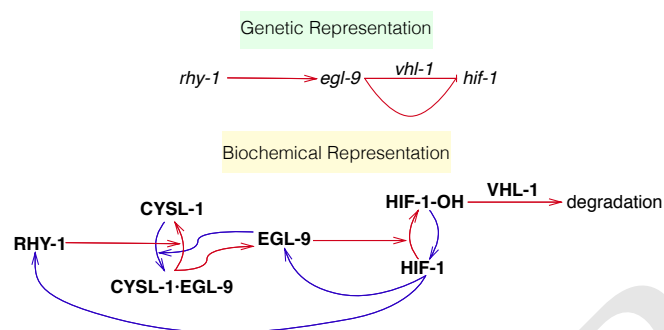 Genetic Representation
rhy-1 egl-9 vhl-1 hif-1
Biochemical Representation
HIF-1-OH VHL-1 degradation
CYSL-1
RHY-1 EGL-9
HIF-1
CYSL-1·EGL-9